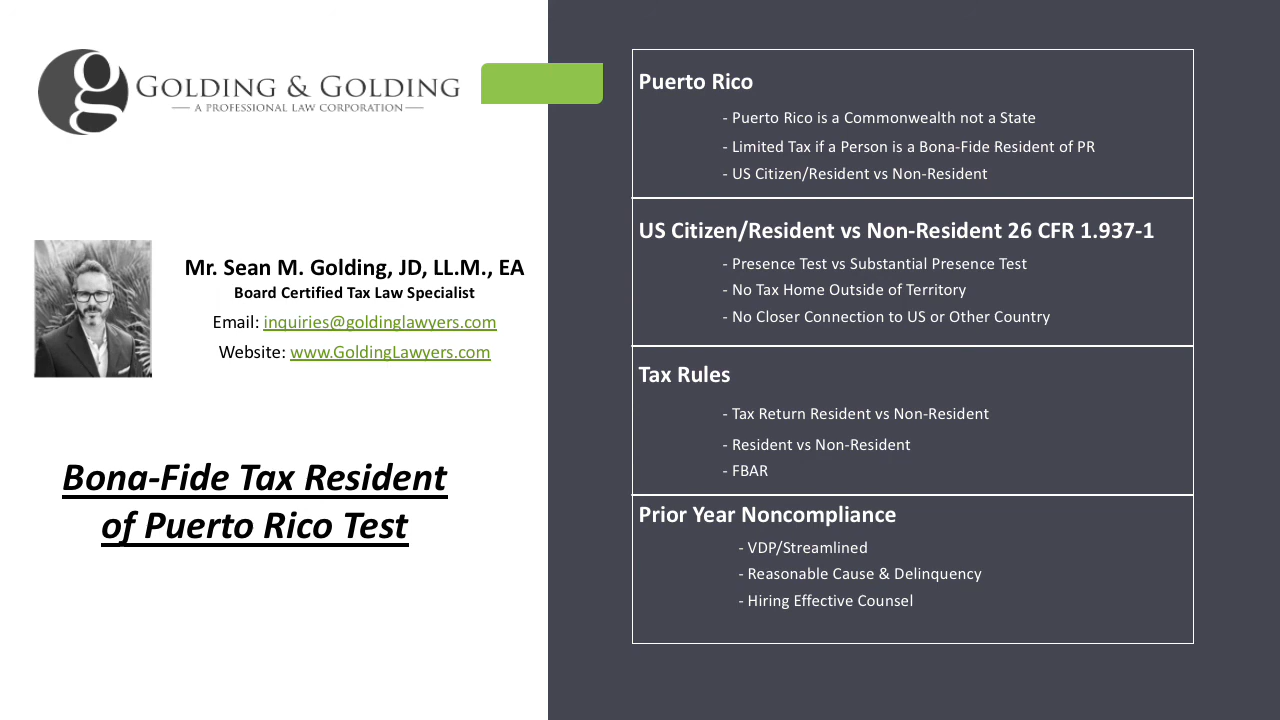 GOLDING & GOLDING
A PROFESSIONAL LAW CORPORATION
Mr. Sean M. Golding, JD, LL.M., EA
Board Certified Tax Law Specialist
Email: inquiries@goldinglawyers.com
Website: www.GoldingLawyers.com
Bona-Fide Tax Resident
of Puerto Rico Test
Puerto Rico
- Puerto Rico is a Commonwealth not a State
- Limited Tax if a Person is a Bona-Fide Resident of PR
- US Citizen/Resident vs Non-Resident
US Citizen/Resident vs Non-Resident 26 CFR 1.937-1
- Presence Test vs Substantial Presence Test
- No Tax Home Outside of Territory
- No Closer Connection to US or Other Country
Tax Rules
- Tax Return Resident vs Non-Resident
- Resident vs Non-Resident
- FBAR
Prior Year Noncompliance
- VDP/Streamlined
- Reasonable Cause & Delinquency
- Hiring Effective Counsel